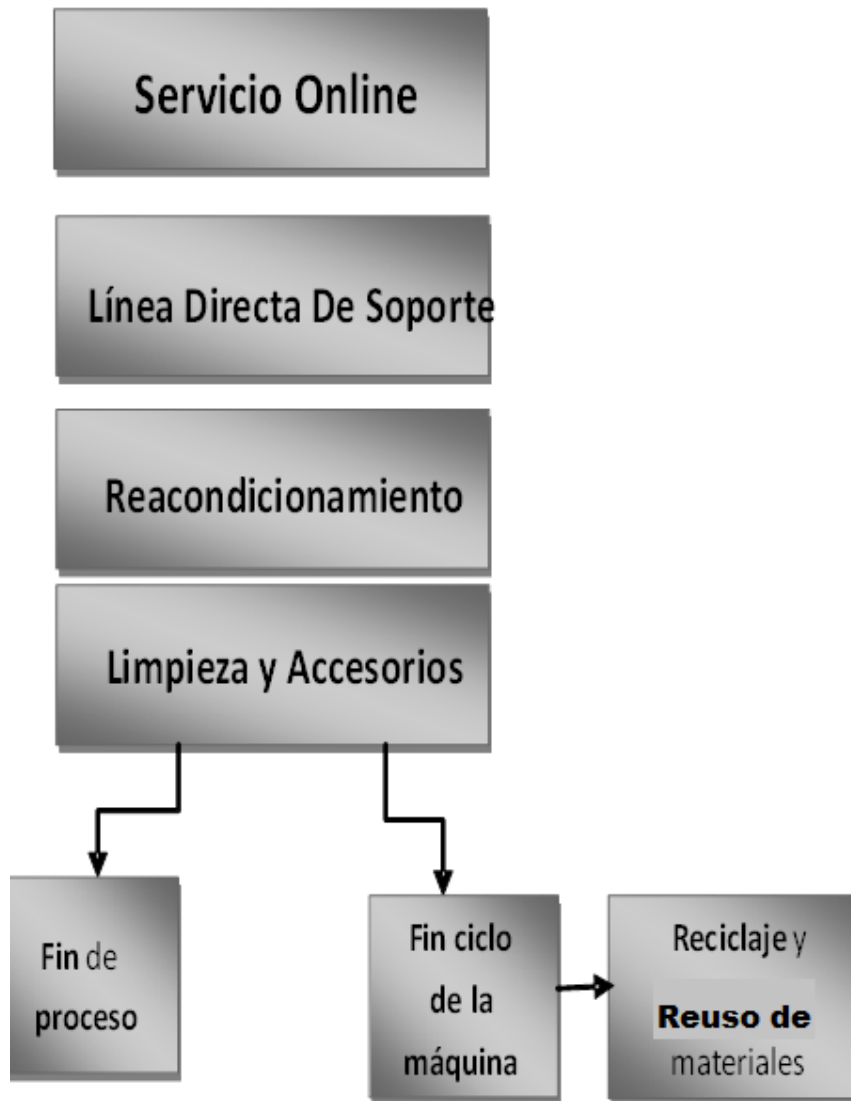 Servicio Online
Línea Directa De Soporte
Reacondicionamiento
Limpieza y Accesorios
Fin de
proceso
Fin ciclo
de la
máquina
Reciclaje y
Reuso de
materiales